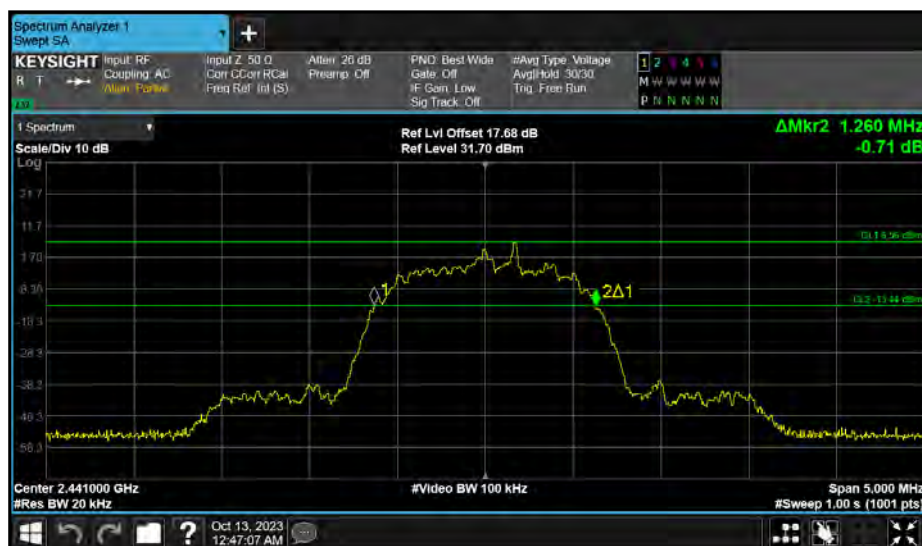 Spectrum Analyzer 1
Swept SA
+
KEYSIGHT Input: RF Input Z: 50 Ω Atten: 26 dB PNO: Best Wide #Avg Type: Voltage 1 2 3 4 5 6
R T Coupling: AC Corr CCorr RCal Preamp: Off Gate: Off Avg|Hold: 30/30 M W W W W W
Align: Partial Freq Ref: Int (S) IF Gain: Low Trig: Free Run
Sig Track: Off P N N N N N
1 Spectrum Ref Lvl Offset 17.68 dB ΔMkr2 1.260 MHz
Scale/Div 10 dB Ref Level 31.70 dBm -0.71 dB
Log
21.7
11.7
1.70
-8.30
1
2Δ1
-18.3
-28.3
-38.3
-48.3
-58.3
Center 2.441000 GHz #Video BW 100 kHz Span 5.000 MHz
#Res BW 20 kHz #Sweep 1.00 s (1001 pts)
?
Oct 13, 2023
12:47:07 AM